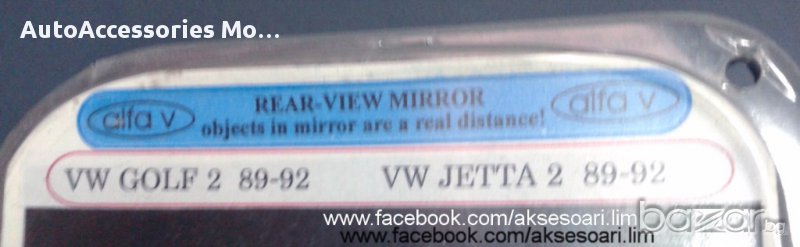 AutoAccessories Mo...
alfa v REAR-VIEW MIRROR alfa v
objects in mirror are a real distance!
VW GOLF 2 89-92 VW JETTA 2 89-92
www.facebook.com/aksesoari.lim
www.facebook.com/aksesoari.lim
bazar.bg